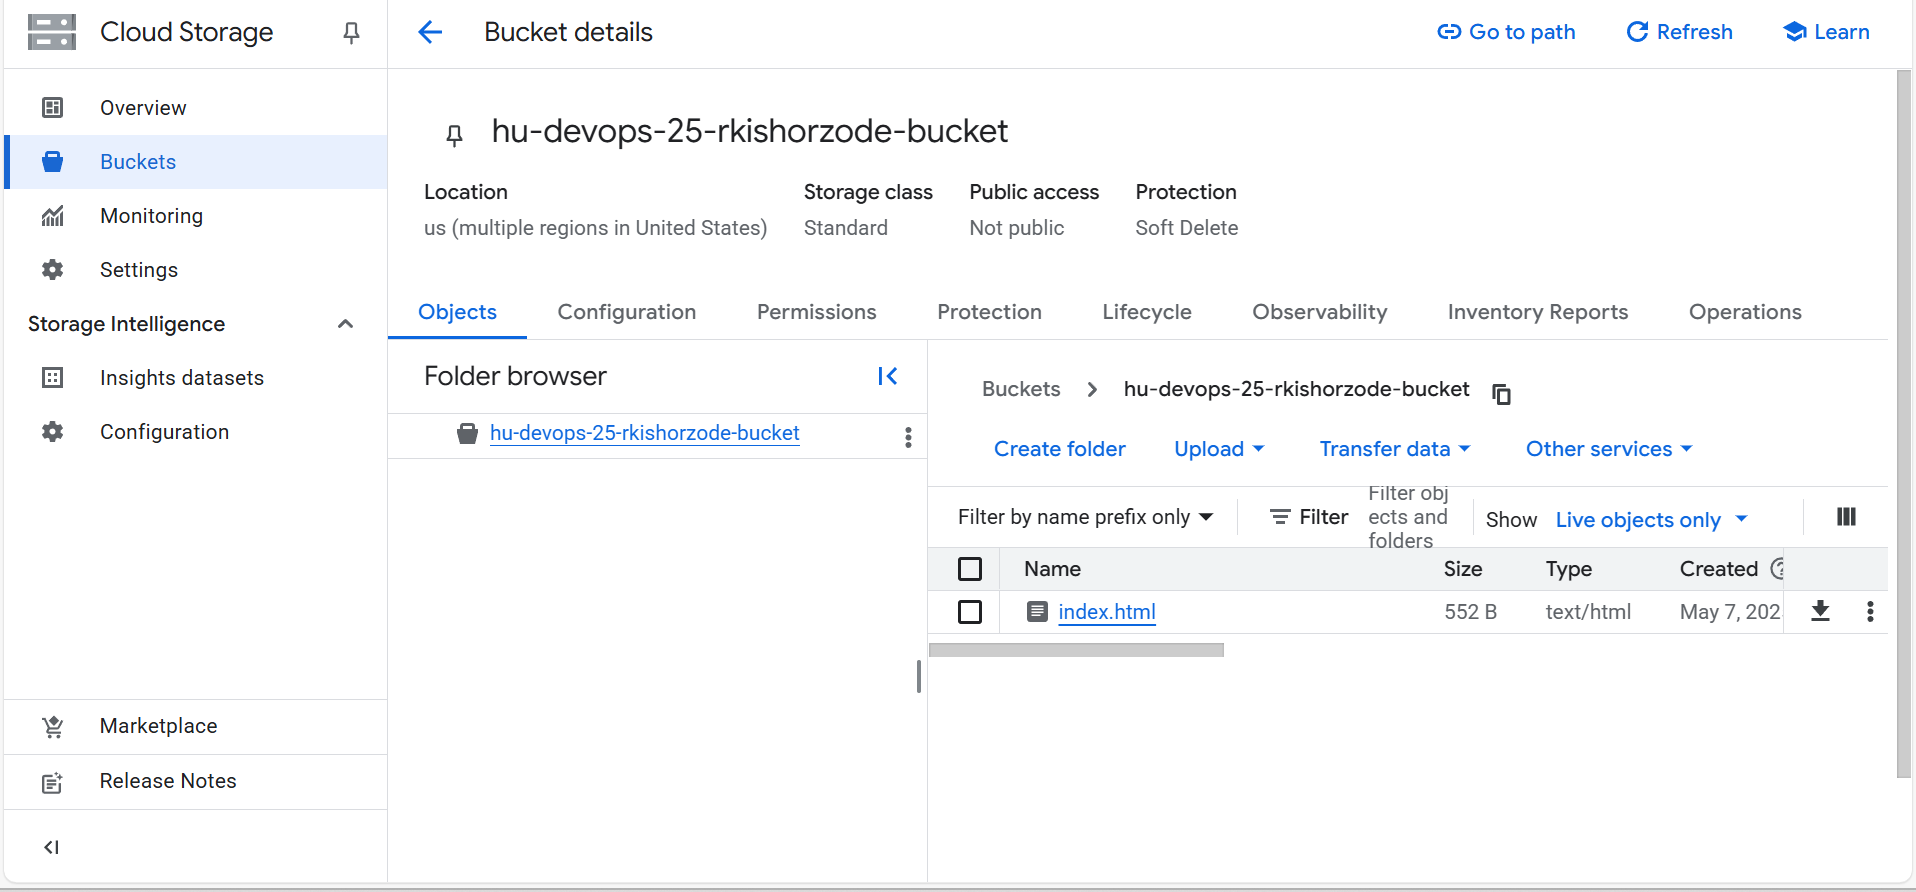 Cloud Storage
Bucket details
Go to path
Refresh
Learn
Overview
Buckets
Monitoring
Settings
Storage Intelligence
Insights datasets
Configuration
Marketplace
Release Notes
hu-devops-25-rkishorzode-bucket
Location
us (multiple regions in United States)
Storage class
Standard
Public access
Not public
Protection
Soft Delete
Objects
Configuration
Permissions
Protection
Lifecycle
Observability
Inventory Reports
Operations
Folder browser
hu-devops-25-rkishorzode-bucket
Buckets
hu-devops-25-rkishorzode-bucket
Create folder
Upload
Transfer data
Other services
Filter by name prefix only
Filter
Filter obj
ects and
folders
Show
Live objects only
Name
Size
Type
Created
index.html
552 B
text/html
May 7, 202